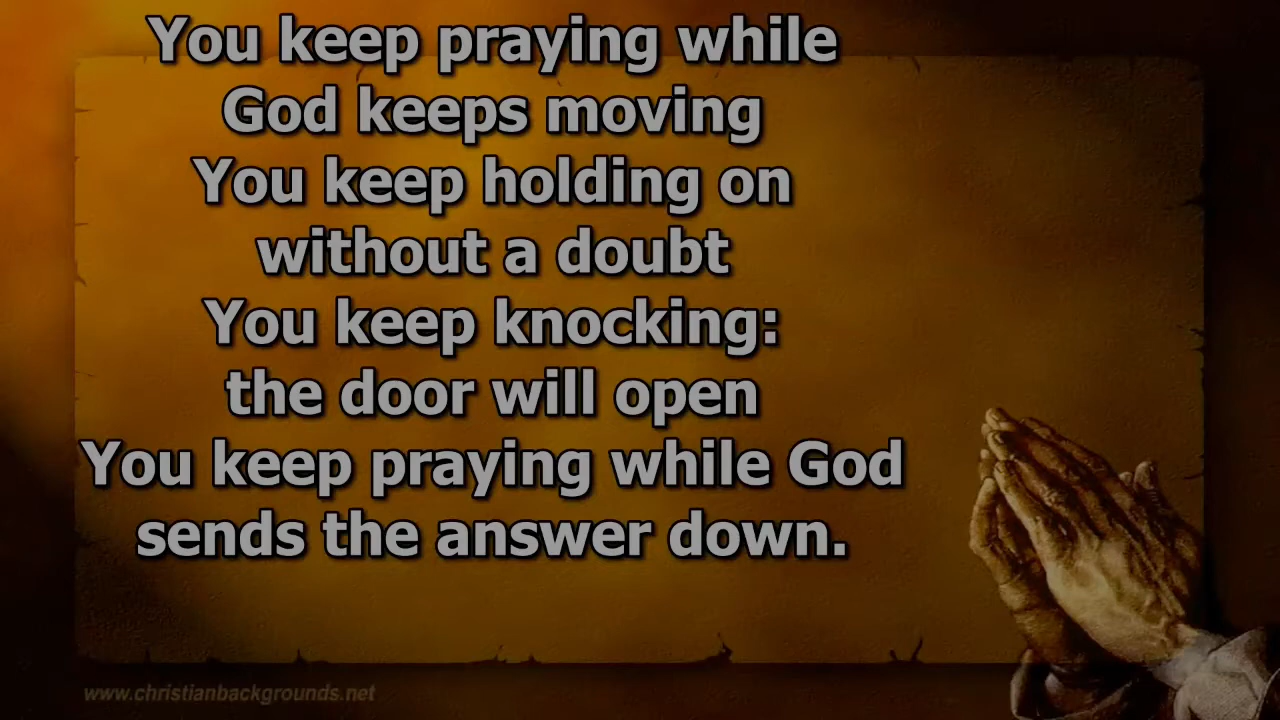 You keep praying while
God keeps moving
You keep holding on
without a doubt
You keep knocking:
the door will open
You keep praying while God
sends the answer down.
www.christianbackgrounds.net